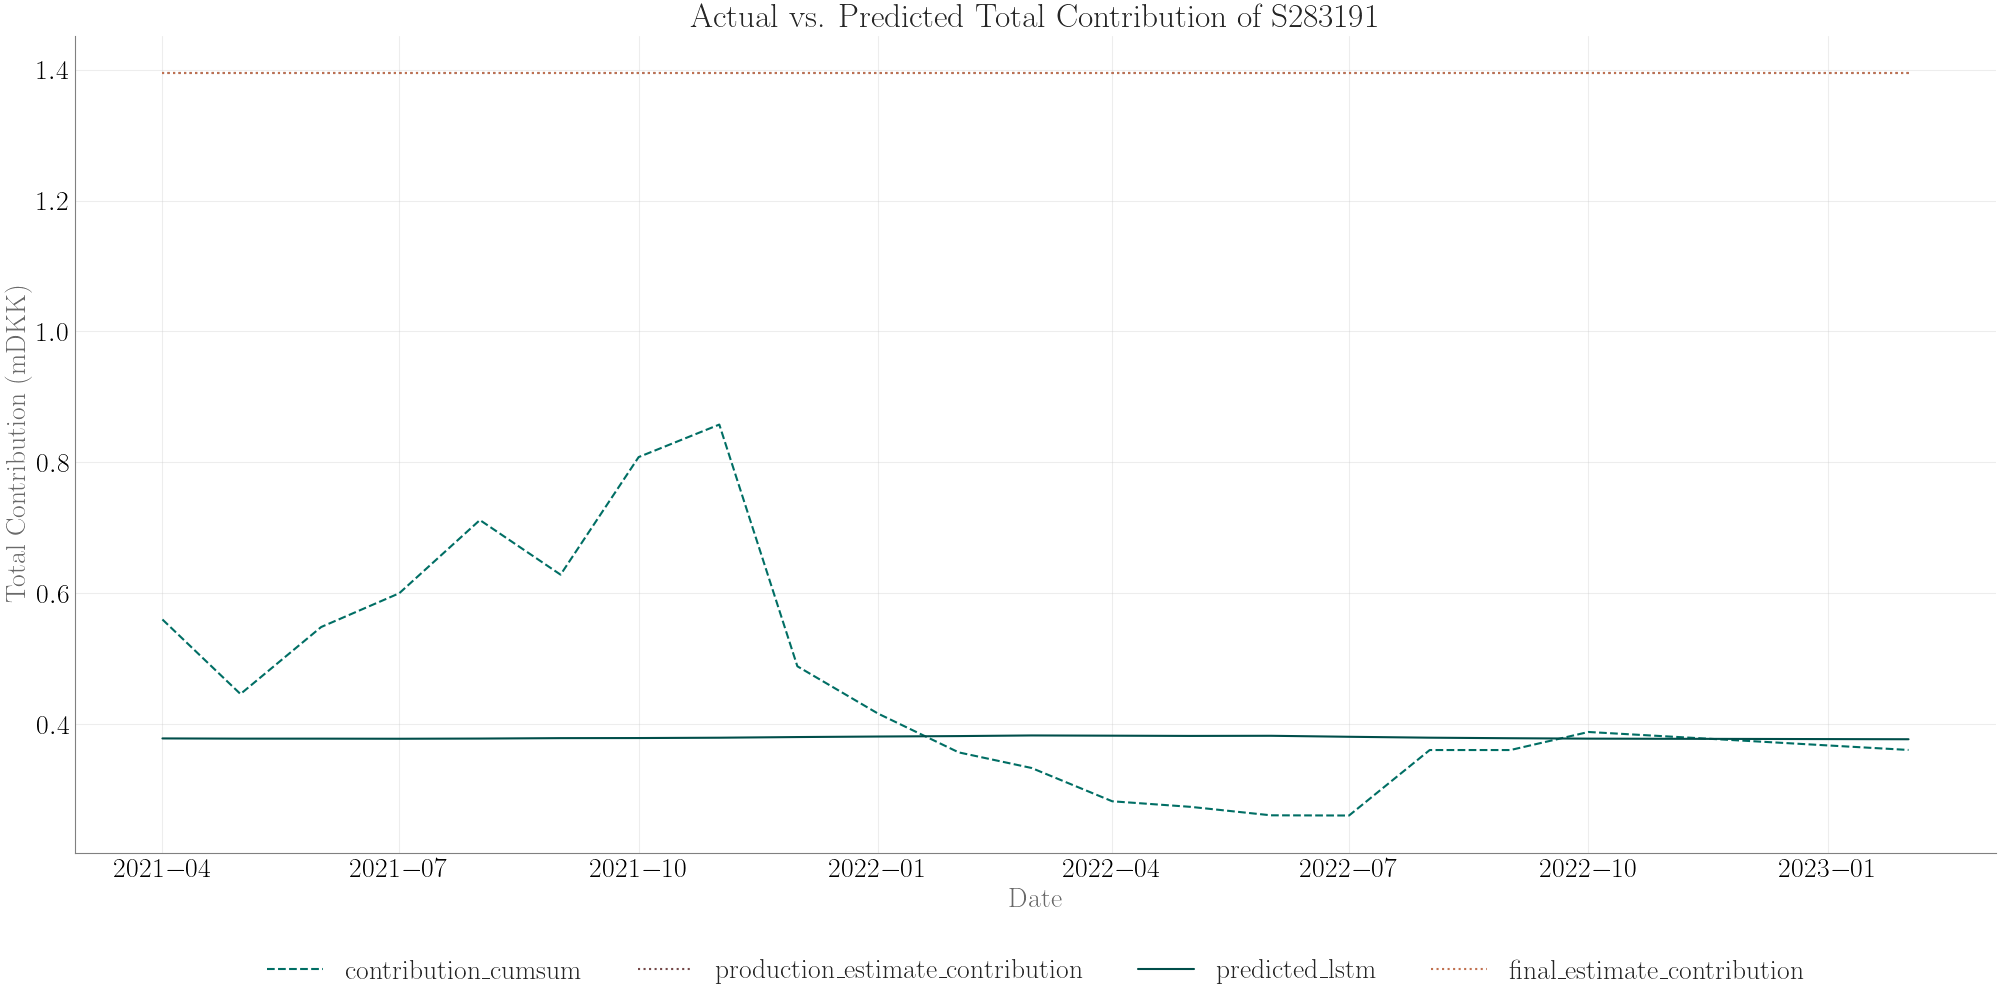 Actual vs. Predicted Total Contribution of S283191
Total Contribution (mDKK)
1.4
1.2
1.0
0.8
0.6
0.4
2021−04 2021−07 2021−10 2022−01 2022−04 2022−07 2022−10 2023−01
Date
contribution_cumsum production_estimate_contribution predicted_lstm final_estimate_contribution